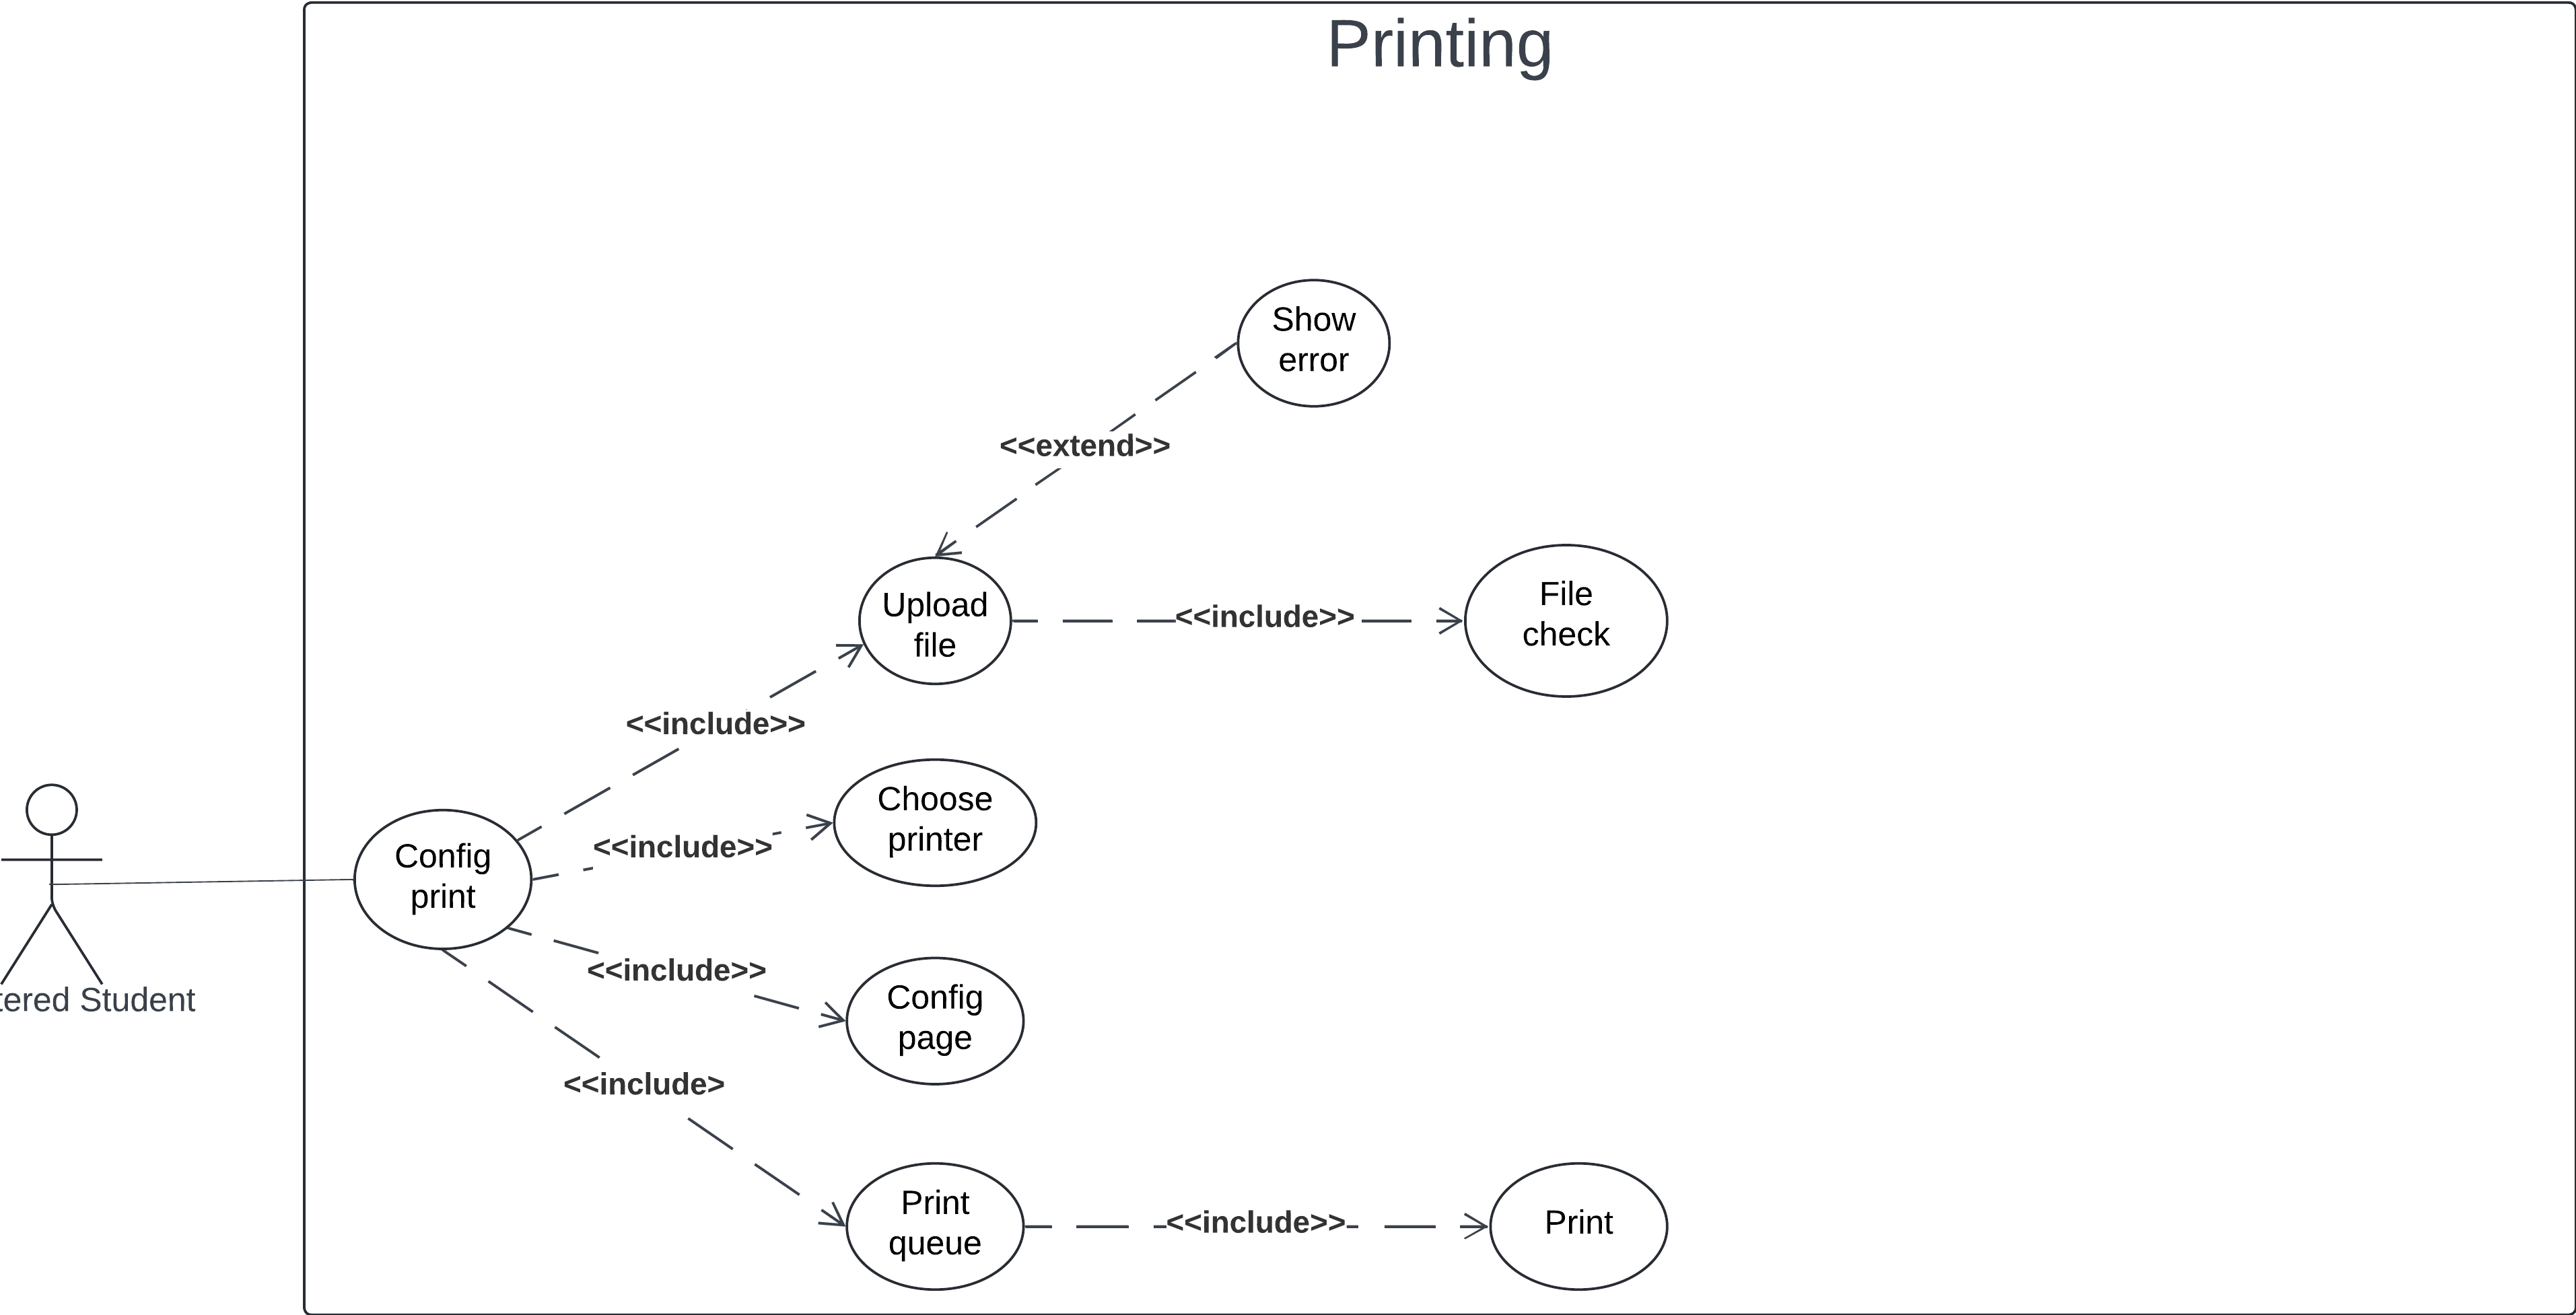 Printing
Show
error
<<extend>>
Upload
file
<<include>>
File
check
<<include>>
Choose
printer
<<include>>
Config
print
<<include>>
Config
page
tered Student
<<include>
Print
queue
<<include>>
Print